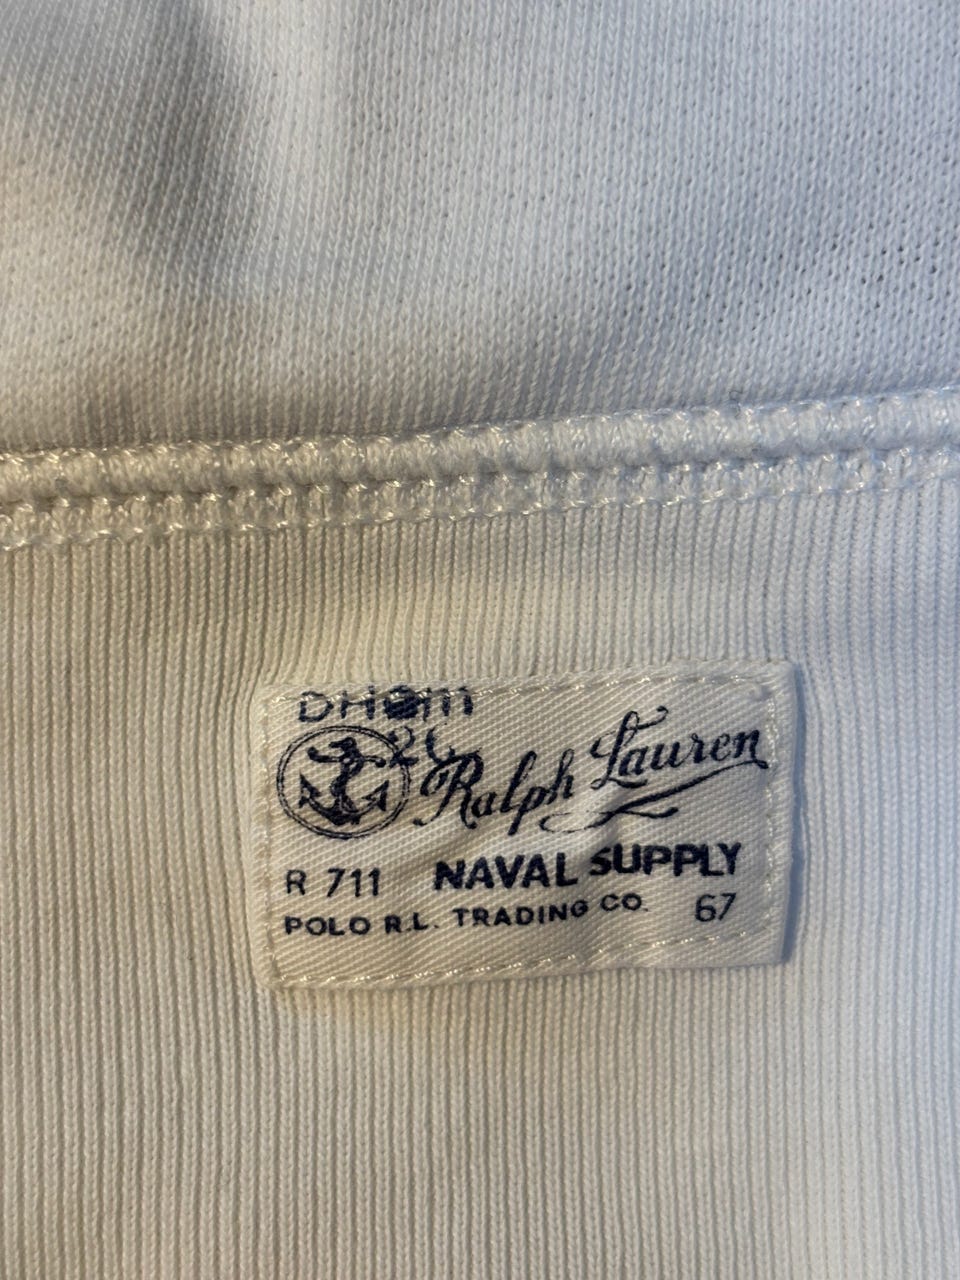 Ralph Lauren
R 711 NAVAL SUPPLY
POLO R.L. TRADING CO. 67